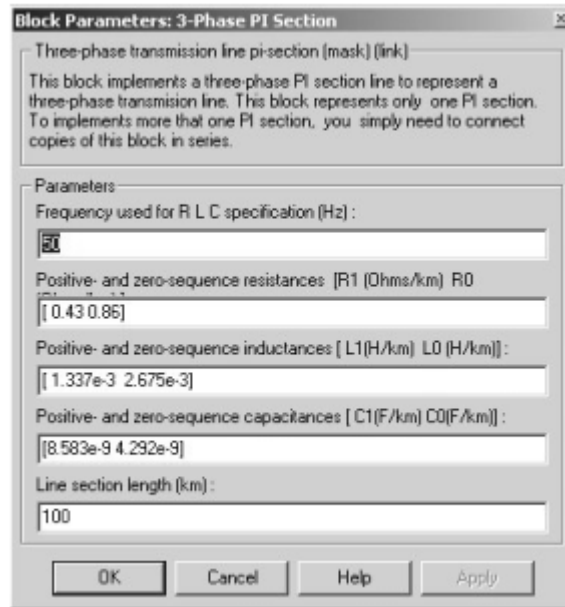 Block Parameters: 3-Phase PI Section
Three-phase transmission line pi-section (mask) (link)
This block implements a three-phase PI section line to represent a
three-phase transmision line. This block represents only one PI section.
To implements more that one PI section, you simply need to connect
copies of this block in series.
Parameters
Frequency used for R L C specification (Hz) :
50
Positive- and zero-sequence resistances [R1 (Ohms/km) R0
[ 0.43 0.86]
Positive- and zero-sequence inductances [ L1(H/km) L0 (H/km)] :
[ 1.337e-3 2.675e-3]
Positive- and zero-sequence capacitances [ C1(F/km) C0(F/km)] :
[8.583e-9 4.292e-9]
Line section length (km) :
100
OK Cancel Help Apply